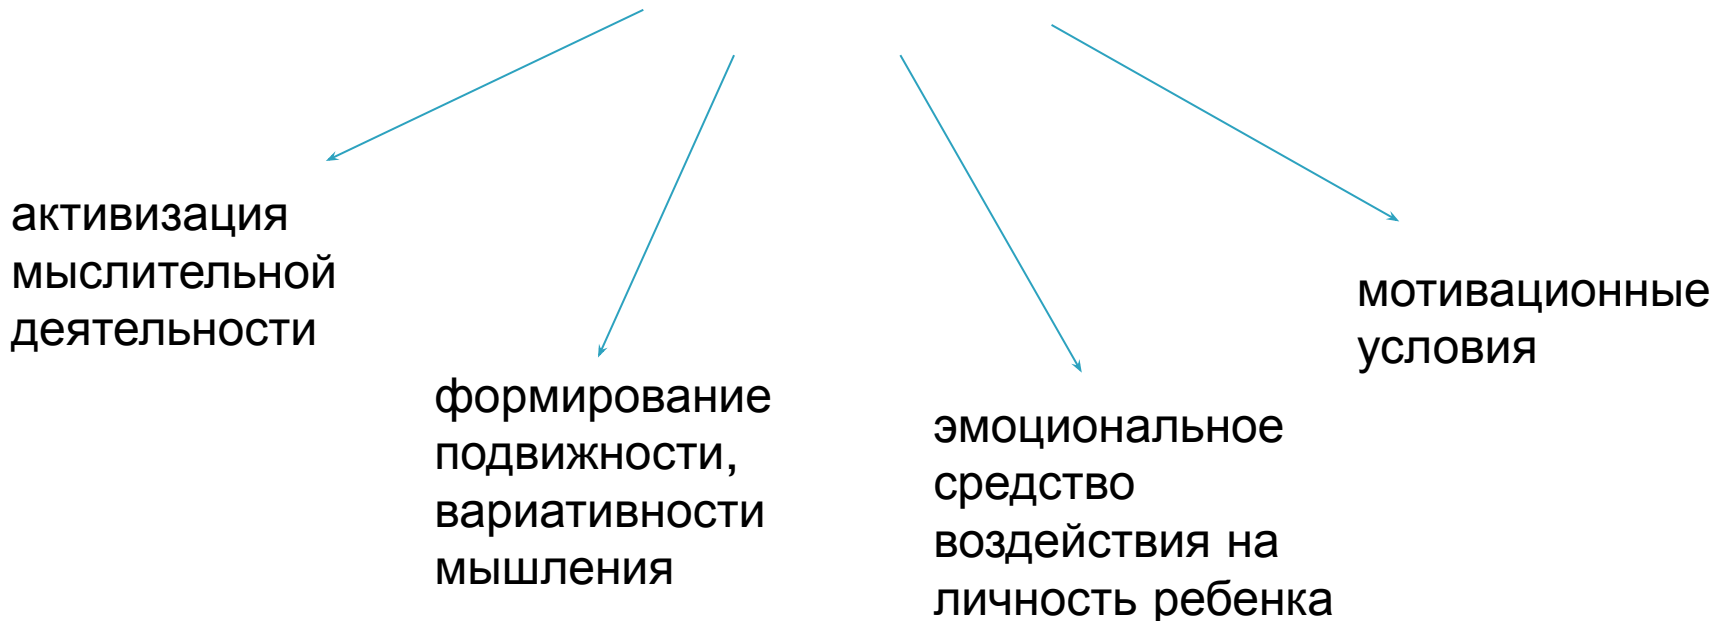 активизация
мыслительной
деятельности
формирование
подвижности,
вариативности
мышления
эмоциональное
средство
воздействия на
личность ребенка
мотивационные
условия